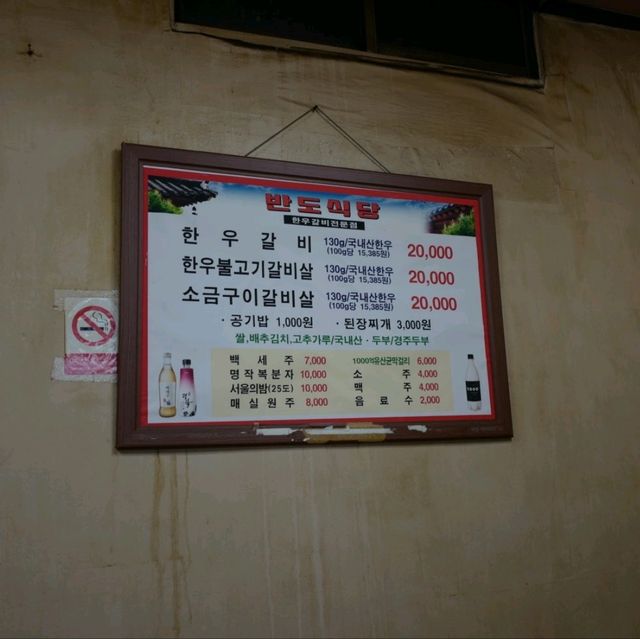 반도식당
한우갈비전문점
한우갈비 130g/국내산한우 (100g당 15,385원) 20,000
한우불고기갈비살 130g/국내산한우 (100g당 15,385원) 20,000
소금구이갈비살 130g/국내산한우 (100g당 15,385원) 20,000
· 공기밥 1,000원 · 된장찌개 3,000원
쌀,배추김치,고추가루/국내산 · 두부/경주두부
백세주 7,000 1000억유산균막걸리 6,000
명작복분자 10,000 소주 4,000
서울의밤(25도) 10,000 맥주 4,000
매실원주 8,000 음료수 2,000